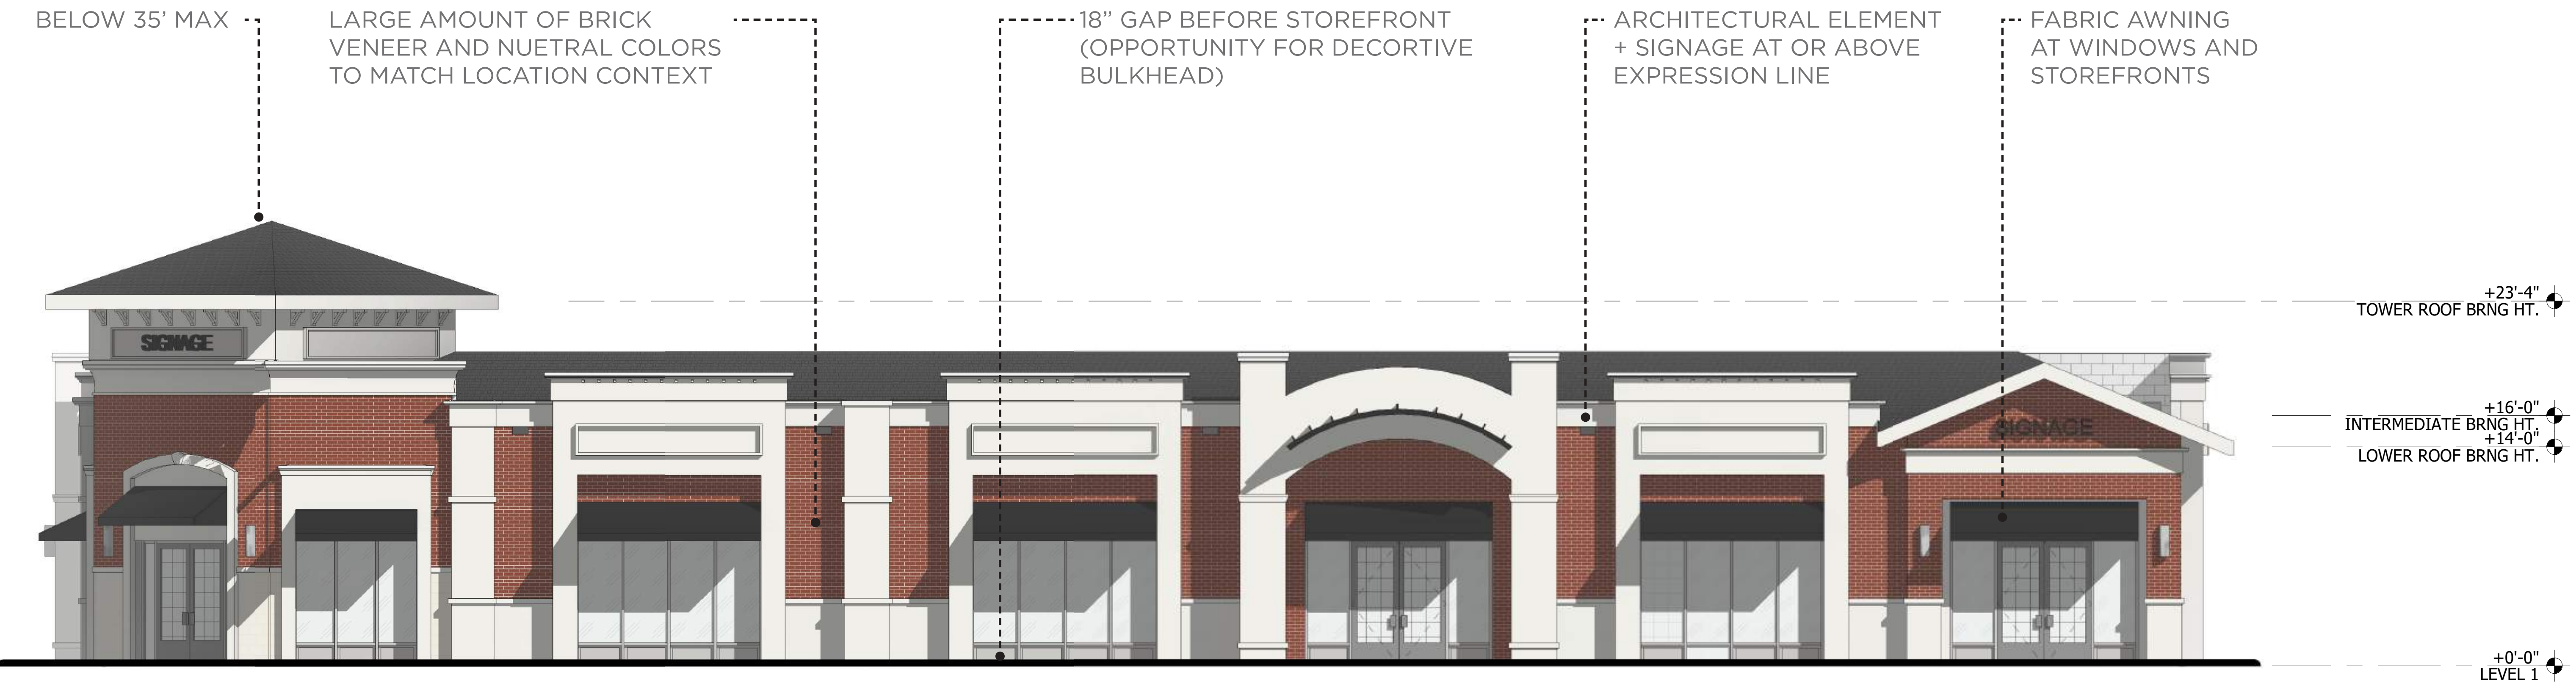 BELOW 35' MAX
LARGE AMOUNT OF BRICK
VENEER AND NUETRAL COLORS
TO MATCH LOCATION CONTEXT
18” GAP BEFORE STOREFRONT
(OPPORTUNITY FOR DECORTIVE
BULKHEAD)
ARCHITECTURAL ELEMENT
+ SIGNAGE AT OR ABOVE
EXPRESSION LINE
FABRIC AWNING
AT WINDOWS AND
STOREFRONTS
SIGNAGE
SIGNAGE
+23'-4"
TOWER ROOF BRNG HT.
+16'-0"
INTERMEDIATE BRNG HT.
+14'-0"
LOWER ROOF BRNG HT.
+0'-0"
LEVEL 1